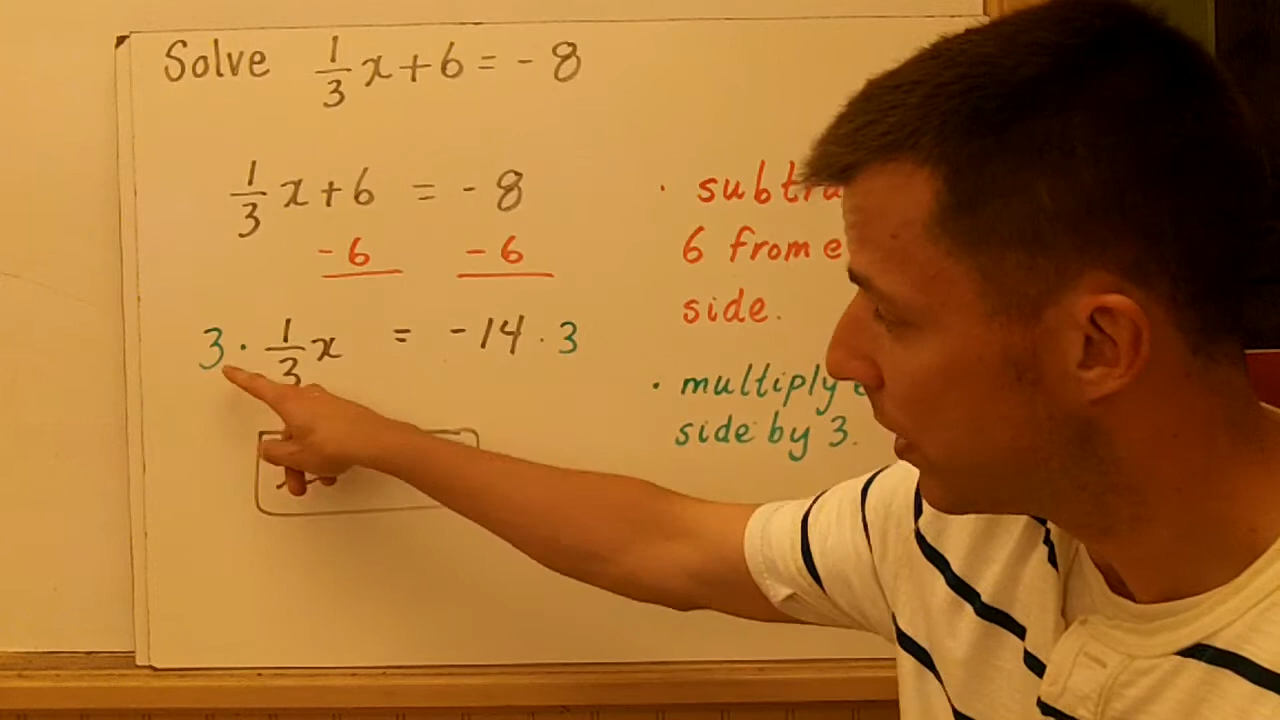 Solve 1/3 x + 6 = - 8
1/3 x + 6 = - 8
- 6 - 6
3 · 1/3 x = - 14 · 3
· 
6 from
side.
· multiply
side by 3.